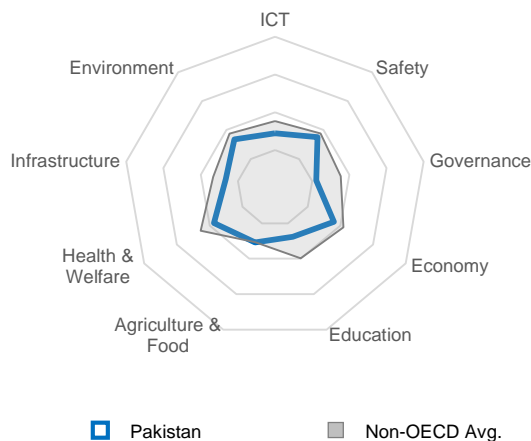 ICT
Environment
Safety
Infrastructure
Governance
Health &
Welfare
Economy
Agriculture &
Food
Education
Pakistan
Non-OECD Avg.